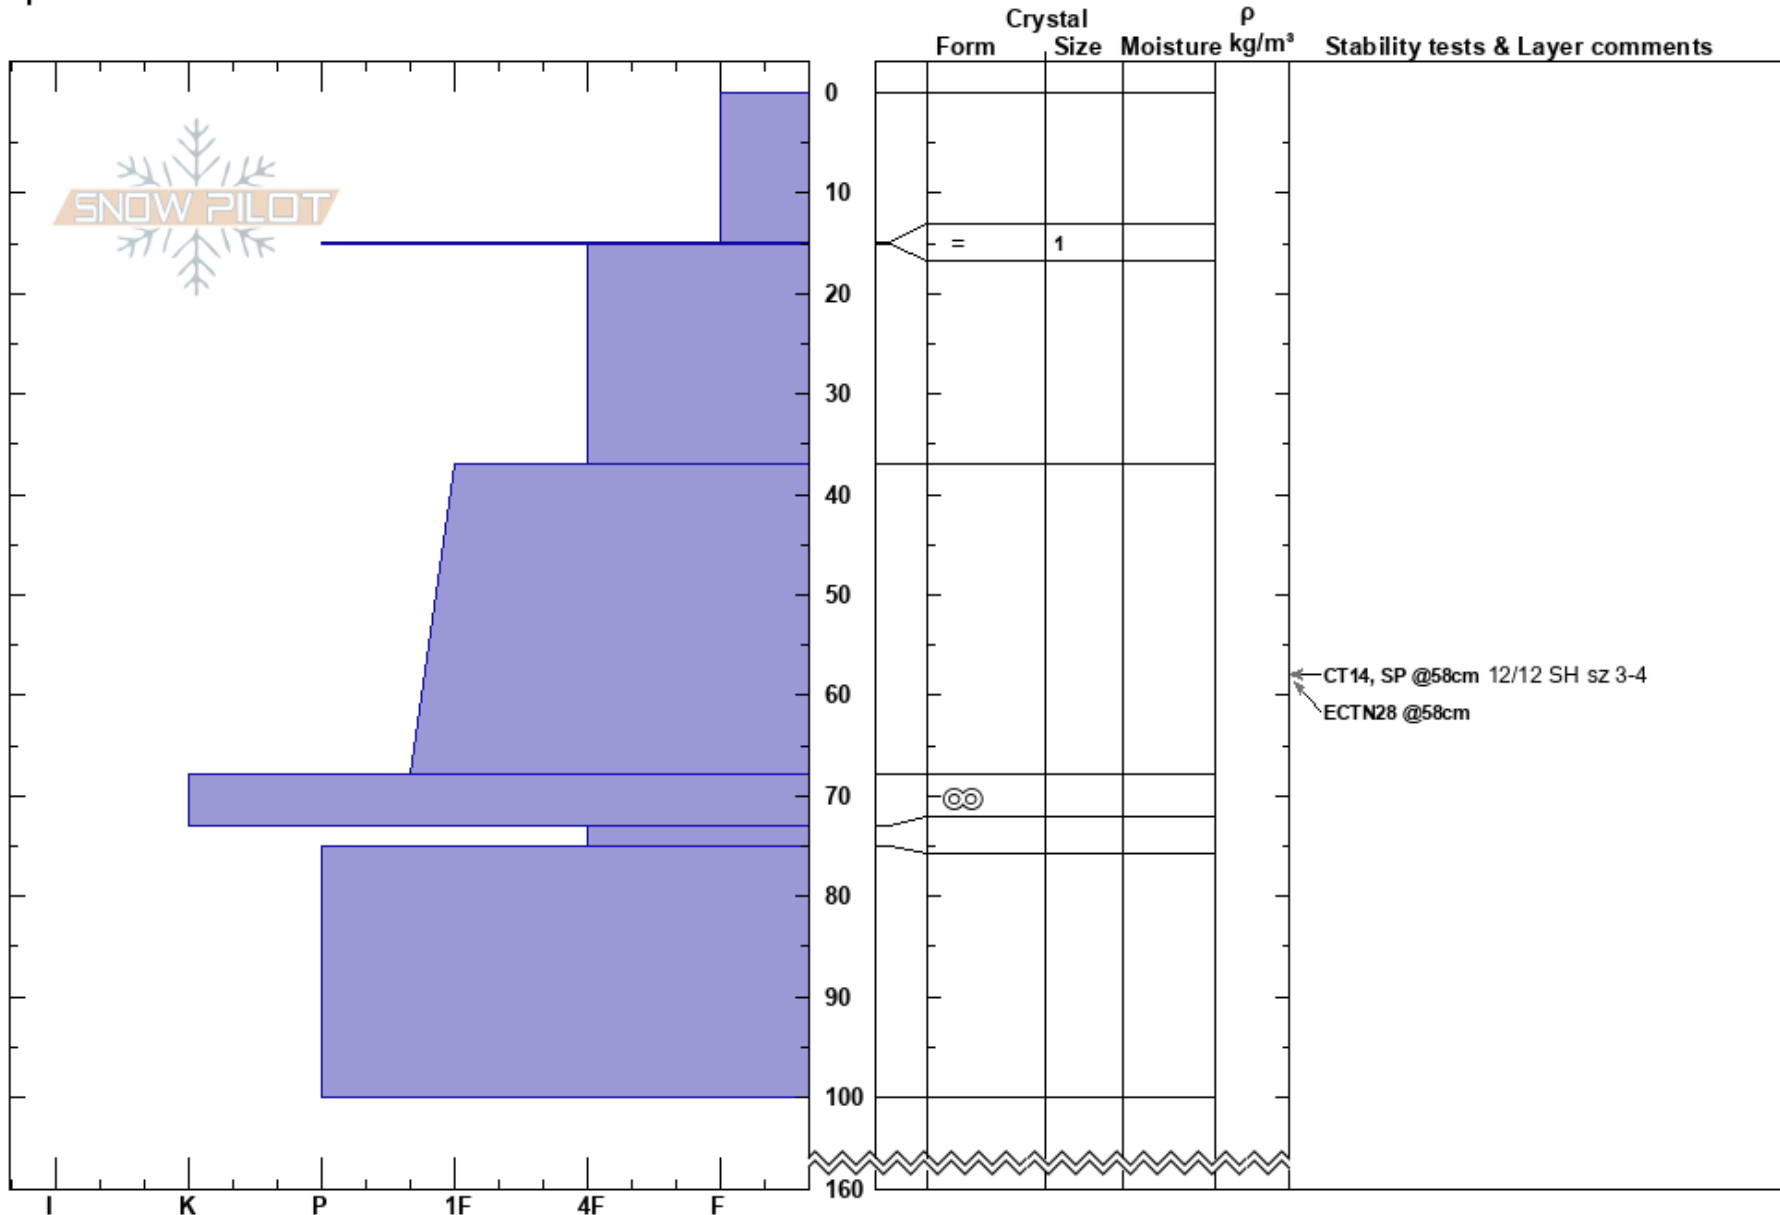 Crystal
ρ
Form Size Moisture kg/m³ Stability tests & Layer comments
0
SNOW PILOT
10
= 1
20
30
40
50
CT14, SP @58cm 12/12 SH sz 3-4
60
ECTN28 @58cm
70
80
90
100
160
I K P 1F 4F F